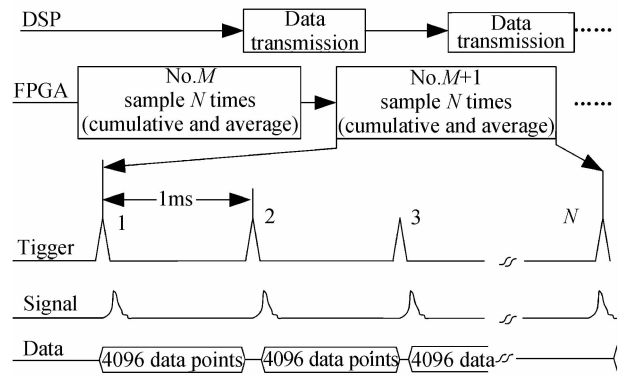 DSP
Data
transmission
Data
transmission
......
FPGA
No.M
sample N times
(cumulative and average)
No.M+1
sample N times
(cumulative and average)
......
1ms
1
2
3
N
Tigger
Signal
Data
4096 data points
4096 data points
4096 data